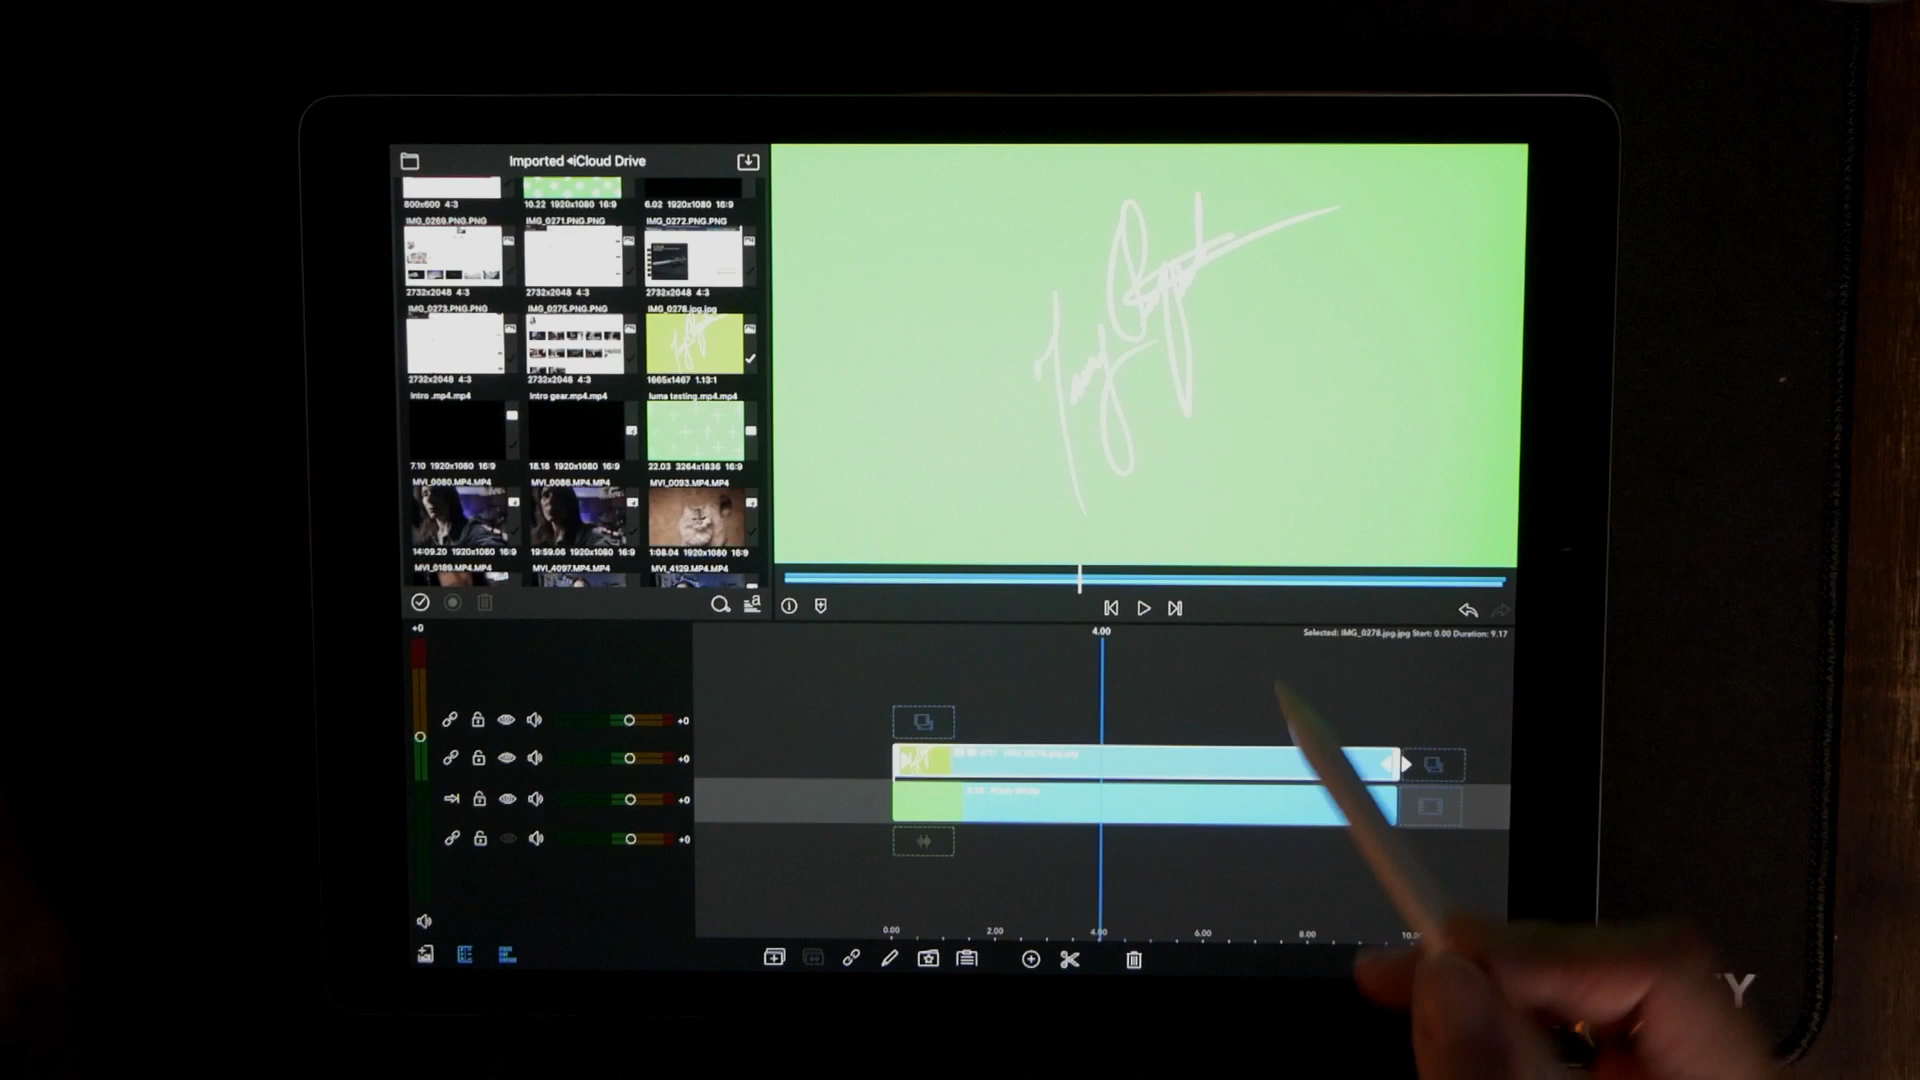 Imported ◂iCloud Drive
800x600 4:3
10.22 1920x1080 16:9
6.02 1920x1080 16:9
IMG_0269.PNG.PNG
IMG_0271.PNG.PNG
IMG_0272.PNG.PNG
2732x2048 4:3
2732x2048 4:3
2732x2048 4:3
IMG_0273.PNG.PNG
IMG_0275.PNG.PNG
IMG_0278.jpg.jpg
2732x2048 4:3
2732x2048 4:3
1665x1467 1.13:1
Intro .mp4.mp4
Intro gear.mp4.mp4
luma testing.mp4.mp4
7.10 1920x1080 16:9
18.18 1920x1080 16:9
22.03 3264x1836 16:9
MVI_0080.MP4.MP4
MVI_0086.MP4.MP4
MVI_0093.MP4.MP4
14:09.20 1920x1080 16:9
19:59.06 1920x1080 16:9
1:08.04 1920x1080 16:9
MVI_0189.MP4.MP4
MVI_4097.MP4.MP4
MVI_4129.MP4.MP4
+0
4.00
Selected: IMG_0278.jpg.jpg Start: 0.00 Duration: 9.17
+0
+0
+0
+0
0.00 2.00 4.00 6.00 8.00 10.0
Y